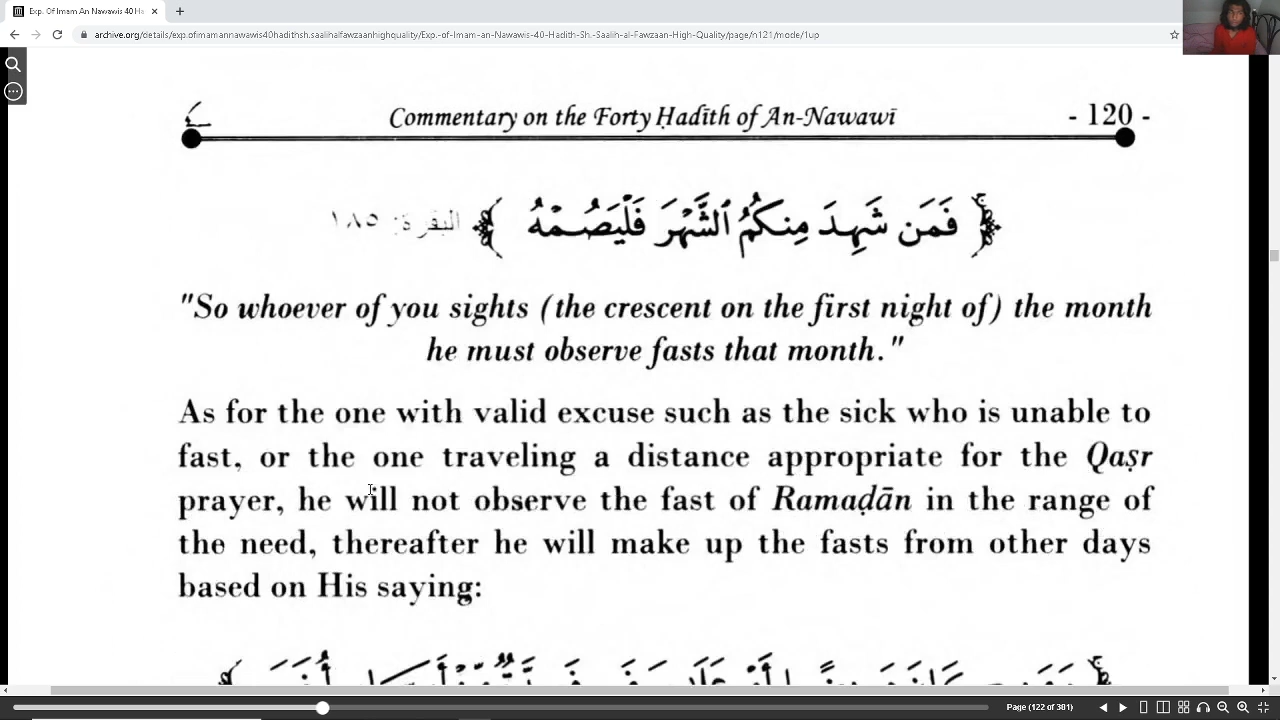 Exp. Of Imam An Nawawis 40 Ha
archive.org/details/exp.ofimamannawawis40hadithsh.saalihalfawzaanhighquality/Exp.-of-Imam-an-Nawawis-40-Hadith-Sh.-Saalih-al-Fawzaan-High-Quality/page/n121/mode/1up
Commentary on the Forty Ḥadīth of An-Nawawī - 120 -
﴿ فَمَن شَهِدَ مِنكُمُ ٱلشَّهْرَ فَلْيَصُمْهُ ﴾ البقرة: ١٨٥
"So whoever of you sights (the crescent on the first night of) the month
he must observe fasts that month."
As for the one with valid excuse such as the sick who is unable to
fast, or the one traveling a distance appropriate for the Qaṣr
prayer, he will not observe the fast of Ramaḍān in the range of
the need, thereafter he will make up the fasts from other days
based on His saying:
Page (122 of 381)